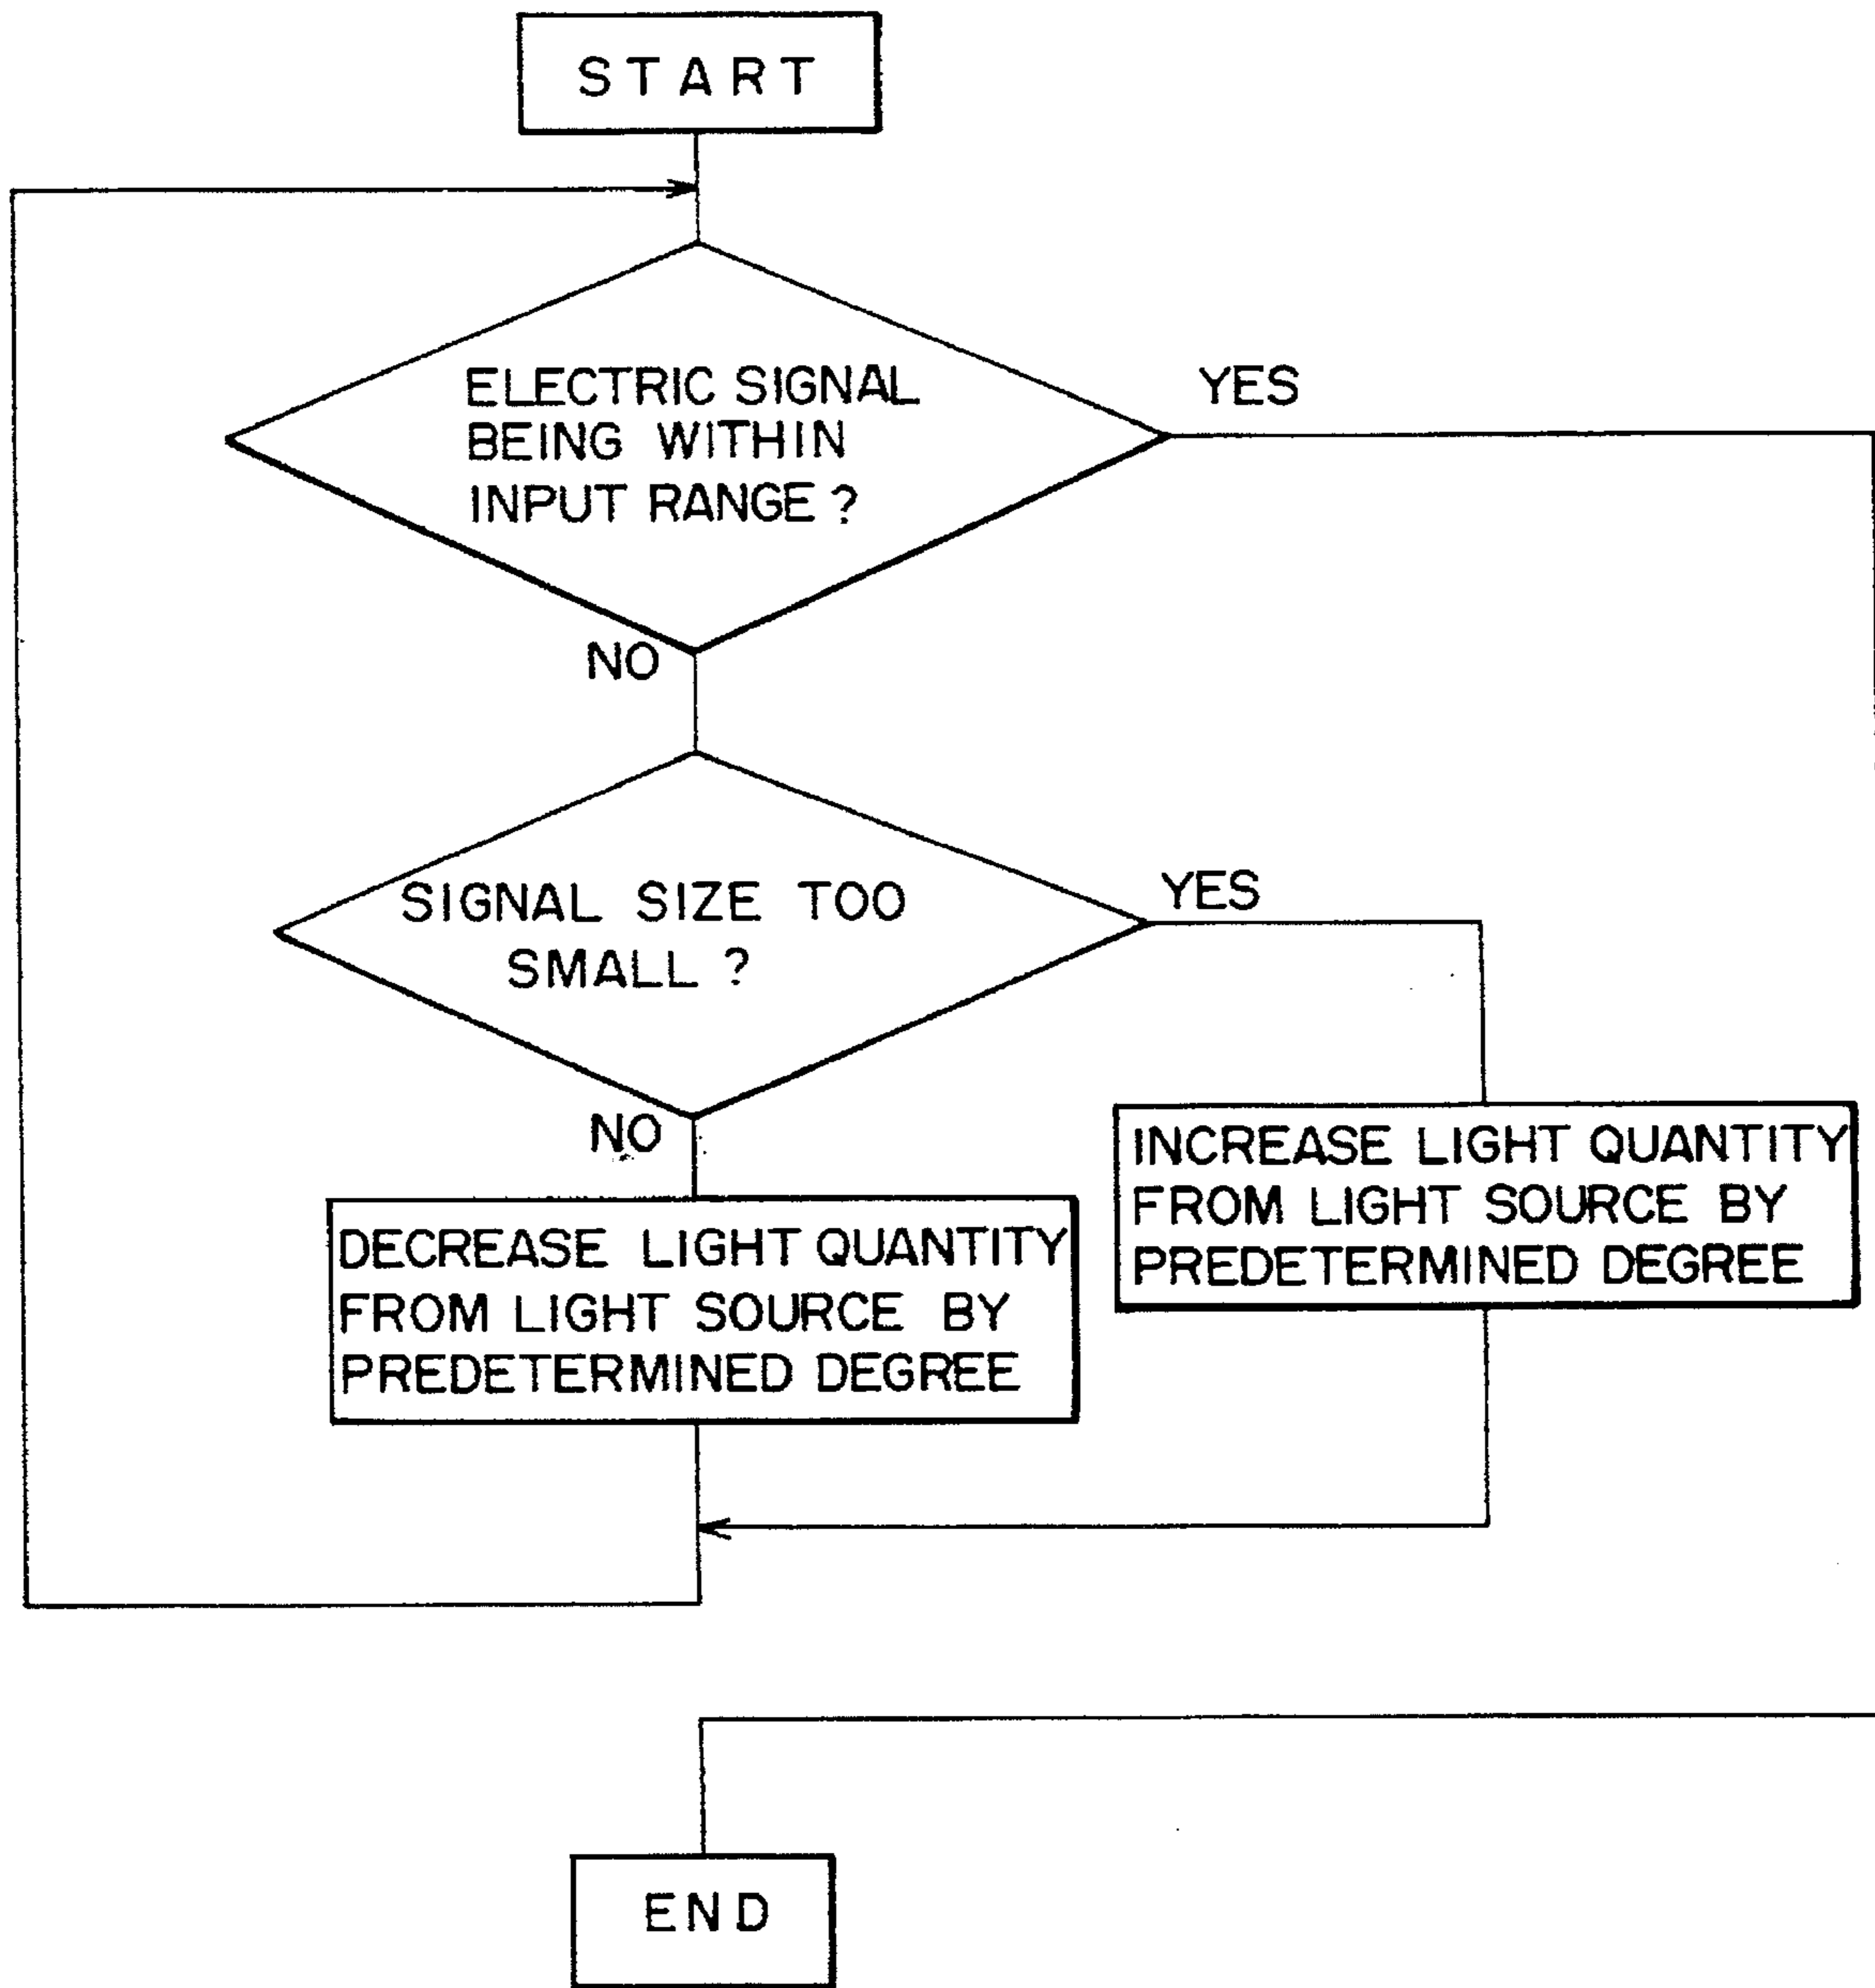 START
ELECTRIC SIGNAL
BEING WITHIN
INPUT RANGE ?
YES
NO
SIGNAL SIZE TOO
SMALL ?
YES
NO
INCREASE LIGHT QUANTITY
FROM LIGHT SOURCE BY
PREDETERMINED DEGREE
DECREASE LIGHT QUANTITY
FROM LIGHT SOURCE BY
PREDETERMINED DEGREE
END